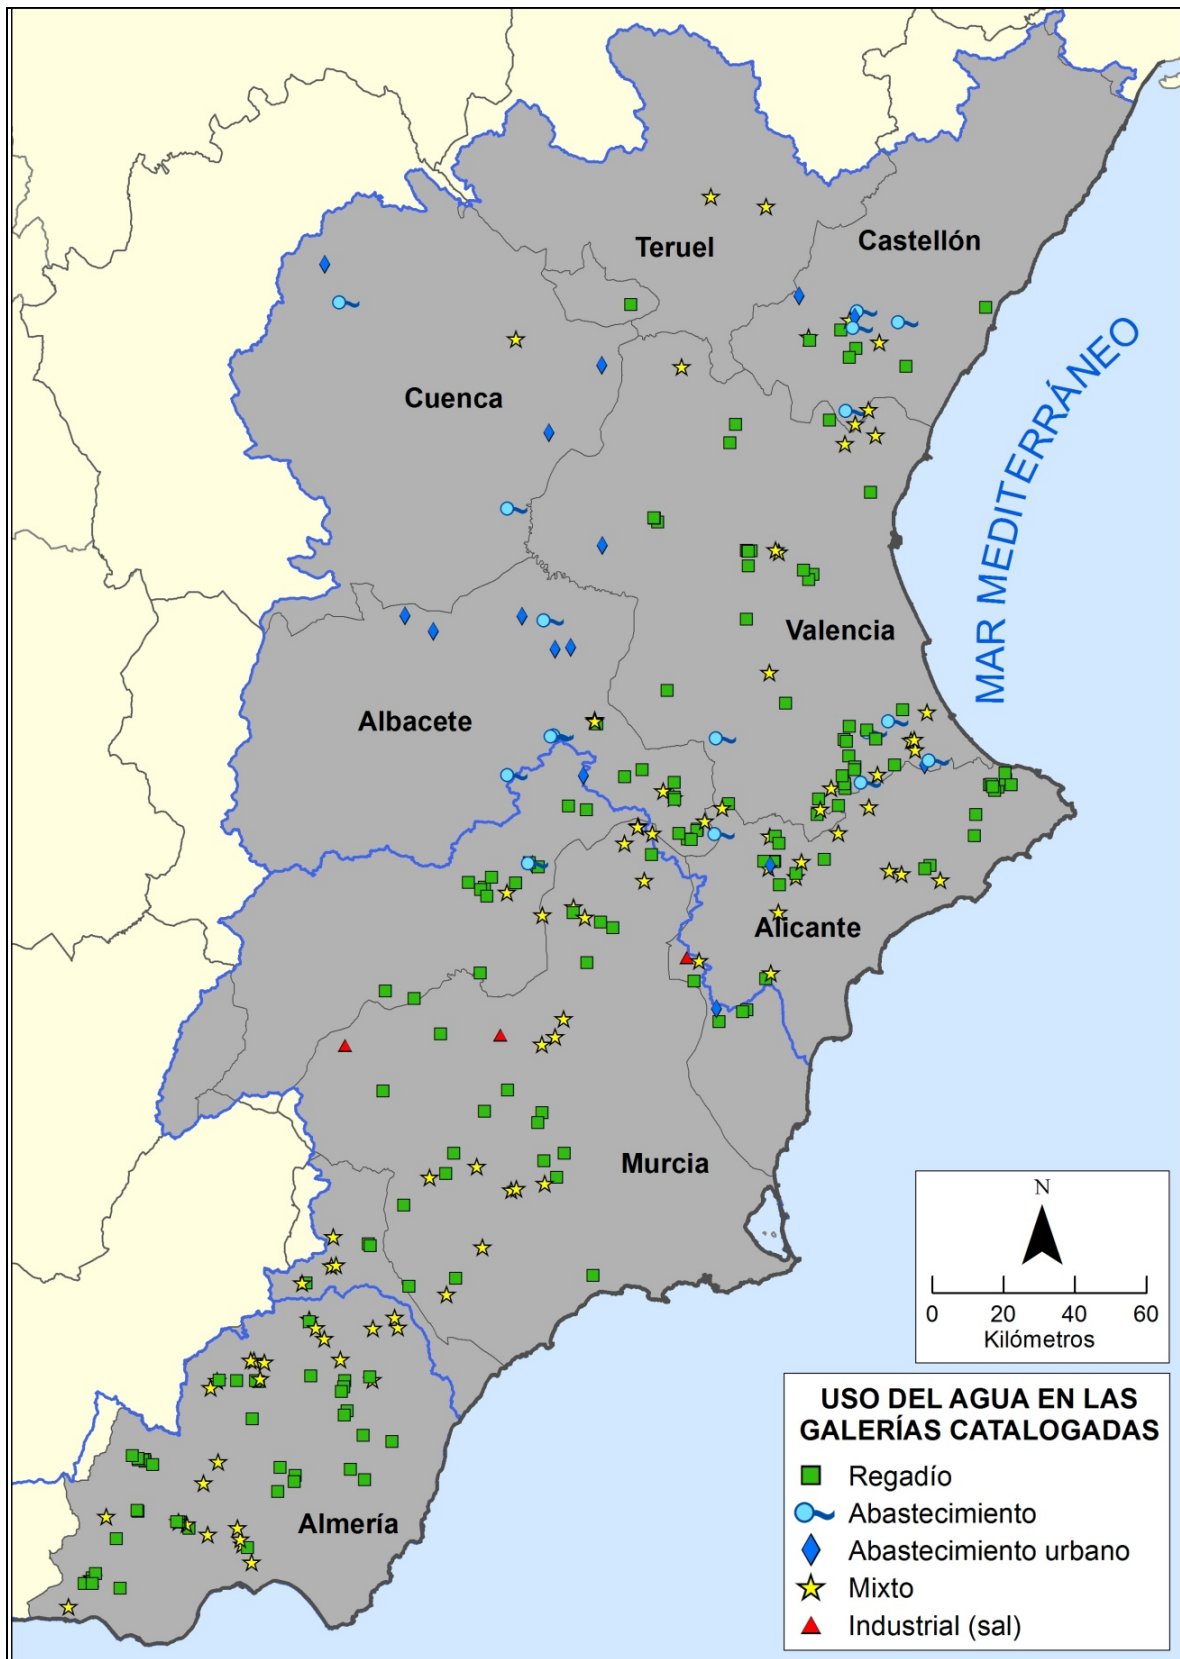 Teruel
Castellón
Cuenca
MAR MEDITERRÁNEO
Valencia
Albacete
Alicante
Murcia
Almería
N
0 20 40 60
Kilómetros
USO DEL AGUA EN LAS
GALERÍAS CATALOGADAS
Regadío
Abastecimiento
Abastecimiento urbano
Mixto
Industrial (sal)